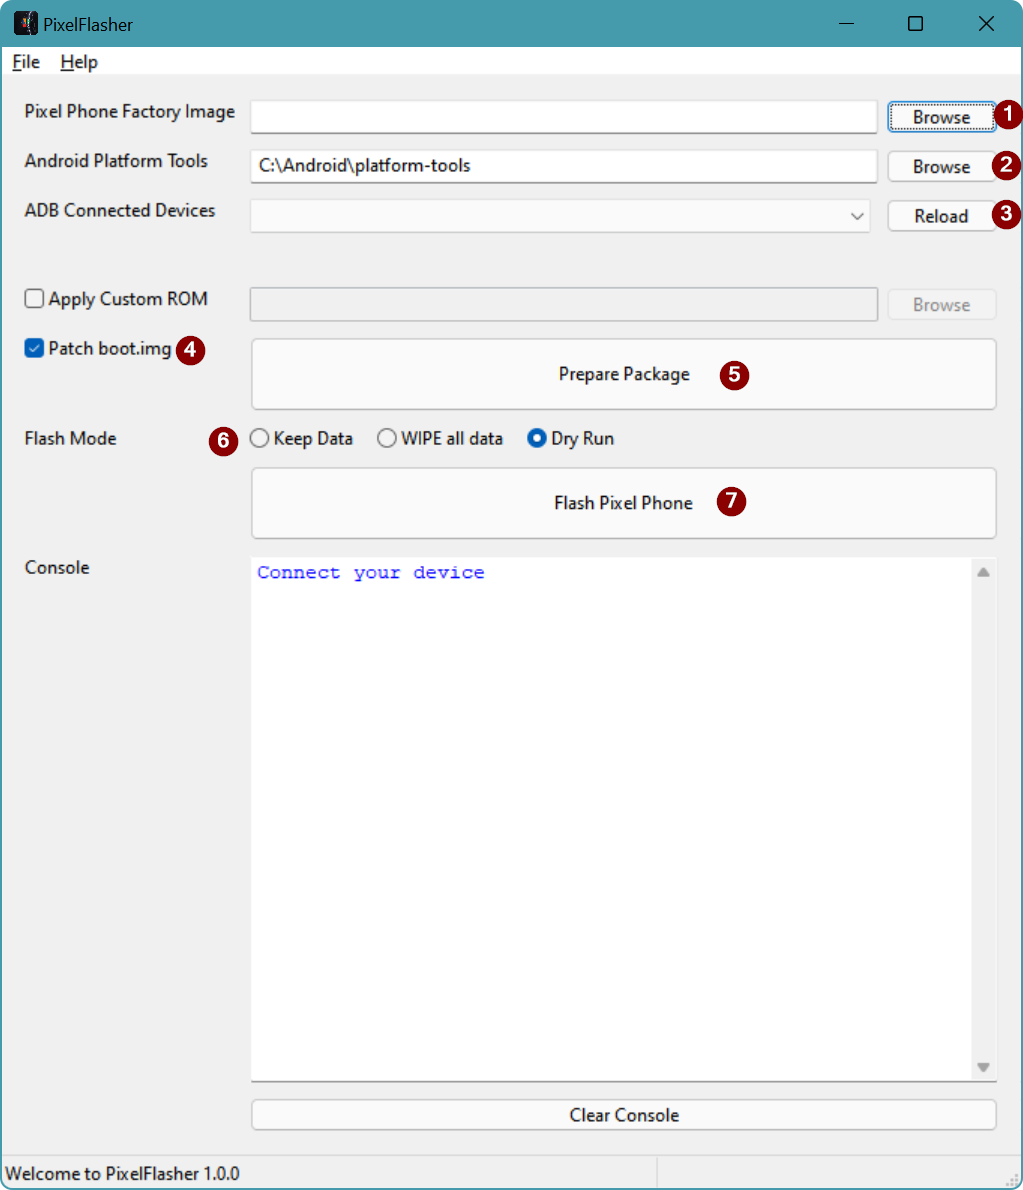 PixelFlasher
File Help
Pixel Phone Factory Image Browse 1
Android Platform Tools C:\Android\platform-tools Browse 2
ADB Connected Devices Reload 3
Apply Custom ROM Browse
Patch boot.img 4
Prepare Package 5
Flash Mode 6 Keep Data WIPE all data Dry Run
Flash Pixel Phone 7
Console Connect your device
Clear Console
Welcome to PixelFlasher 1.0.0